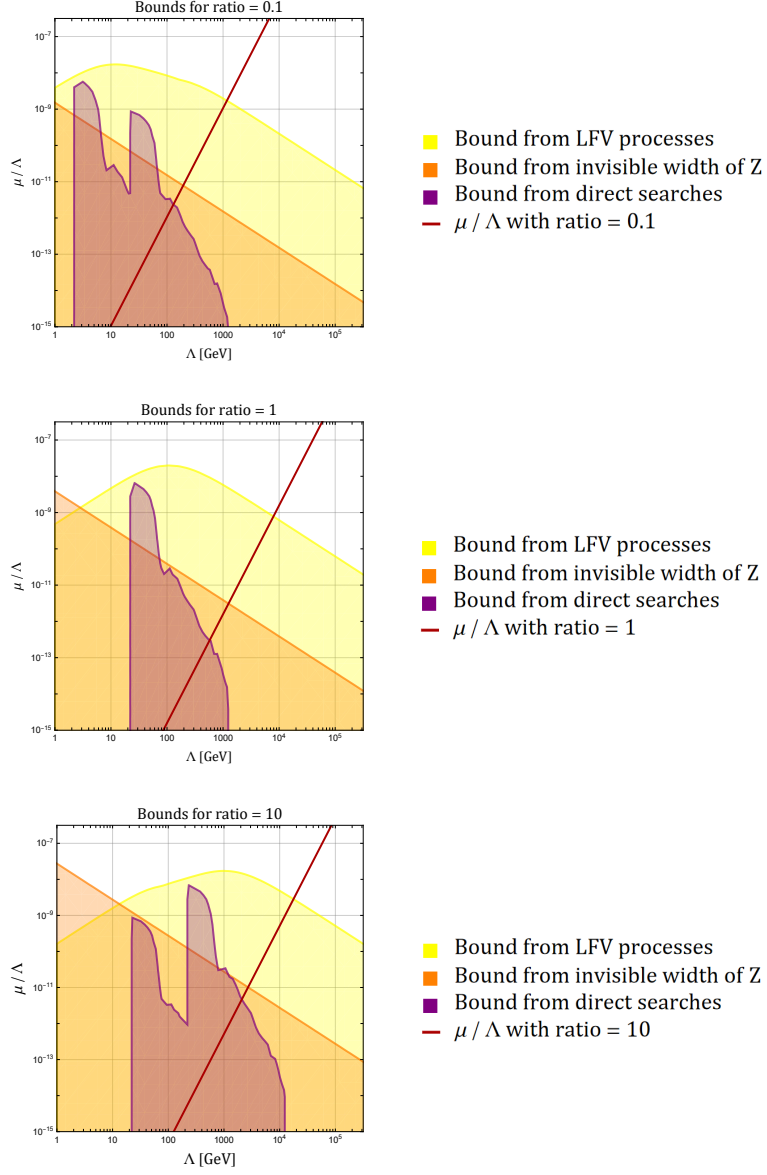 Bounds for ratio = 0.1
10⁻⁷
10⁻⁹
10⁻¹¹
10⁻¹³
10⁻¹⁵
μ / Λ
1 10 100 1000 10⁴ 10⁵
Λ [GeV]
Bound from LFV processes
Bound from invisible width of Z
Bound from direct searches
μ / Λ with ratio = 0.1
Bounds for ratio = 1
10⁻⁷
10⁻⁹
10⁻¹¹
10⁻¹³
10⁻¹⁵
μ / Λ
1 10 100 1000 10⁴ 10⁵
Λ [GeV]
Bound from LFV processes
Bound from invisible width of Z
Bound from direct searches
μ / Λ with ratio = 1
Bounds for ratio = 10
10⁻⁷
10⁻⁹
10⁻¹¹
10⁻¹³
10⁻¹⁵
μ / Λ
1 10 100 1000 10⁴ 10⁵
Λ [GeV]
Bound from LFV processes
Bound from invisible width of Z
Bound from direct searches
μ / Λ with ratio = 10